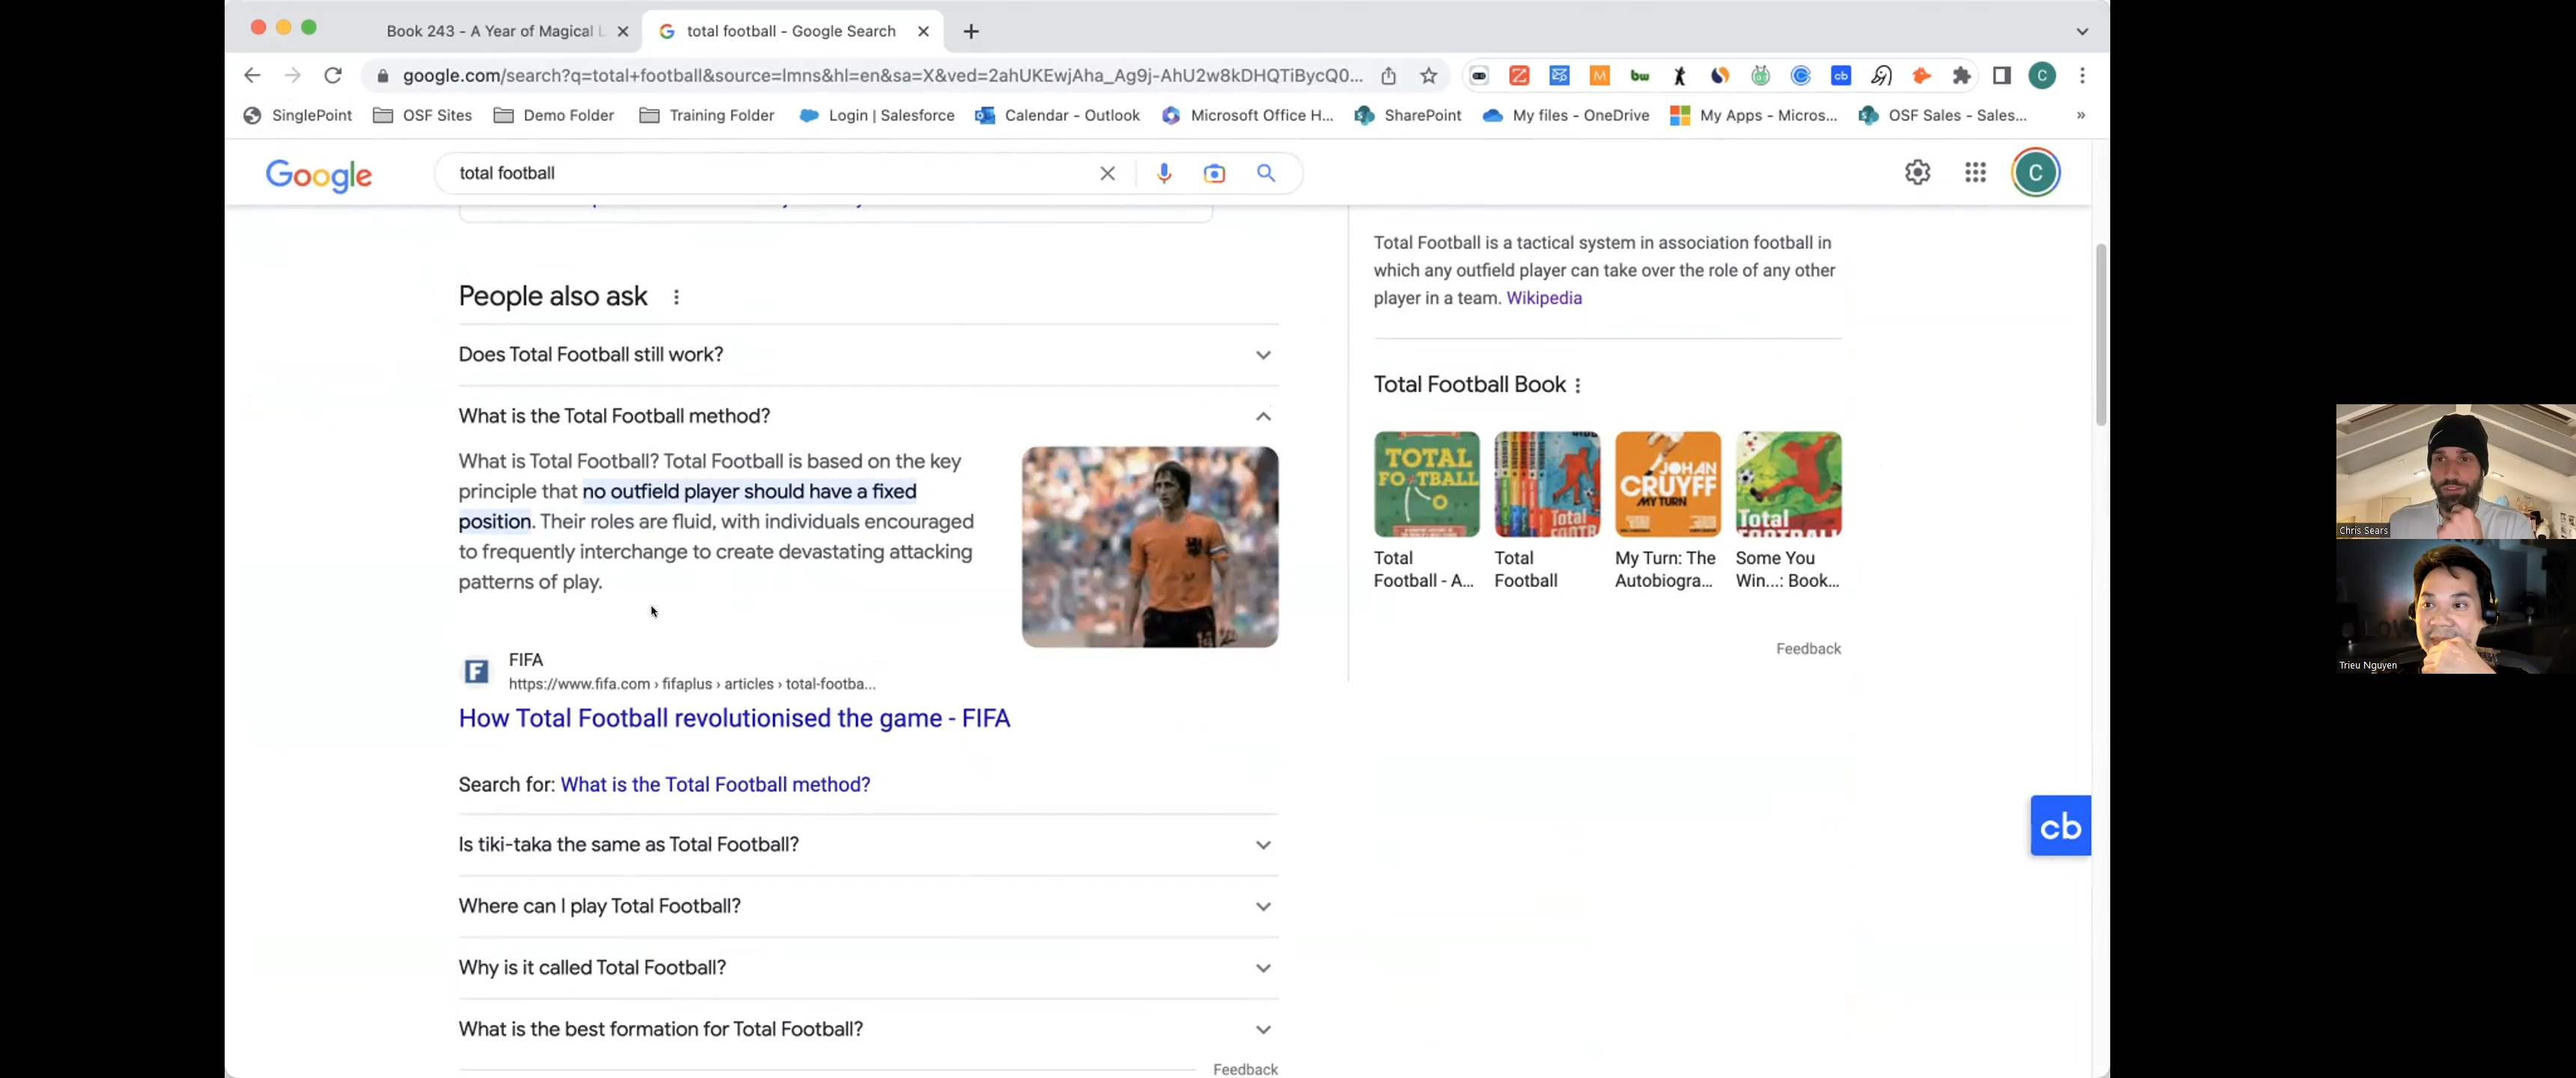 Book 243 - A Year of Magical L
total football - Google Search
google.com/search?q=total+football&source=lmns&hl=en&sa=X&ved=2ahUKEwjAha_Ag9j-AhU2w8kDHQTiBycQ0...
M
bw
cb
C
SinglePoint
OSF Sites
Demo Folder
Training Folder
Login | Salesforce
Calendar - Outlook
Microsoft Office H...
SharePoint
My files - OneDrive
My Apps - Micros...
OSF Sales - Sales...
»
Google
total football
C
People also ask
Does Total Football still work?
What is the Total Football method?
What is Total Football? Total Football is based on the key
principle that no outfield player should have a fixed
position. Their roles are fluid, with individuals encouraged
to frequently interchange to create devastating attacking
patterns of play.
F
FIFA
https://www.fifa.com › fifaplus › articles › total-footba...
How Total Football revolutionised the game - FIFA
Search for: What is the Total Football method?
Is tiki-taka the same as Total Football?
Where can I play Total Football?
Why is it called Total Football?
What is the best formation for Total Football?
Feedback
Total Football is a tactical system in association football in
which any outfield player can take over the role of any other
player in a team. Wikipedia
Total Football Book
TOTAL
FOOTBALL
Total
JOHAN
CRUYFF
MY TURN
Total
Total
Football - A...
Total
Football
My Turn: The
Autobiogra...
Some You
Win...: Book...
Feedback
cb
Chris Sears
Trieu Nguyen